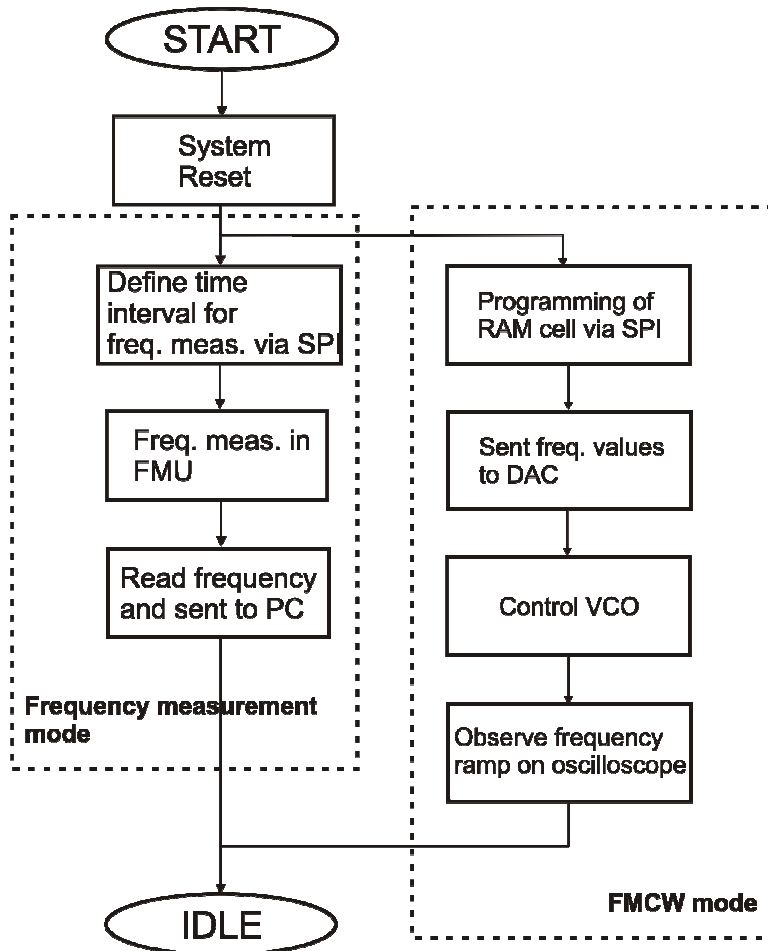 START
System
Reset
Define time
interval for
freq. meas. via SPI
Freq. meas. in
FMU
Read frequency
and sent to PC
Frequency measurement
mode
Programming of
RAM cell via SPI
Sent freq. values
to DAC
Control VCO
Observe frequency
ramp on oscilloscope
FMCW mode
IDLE